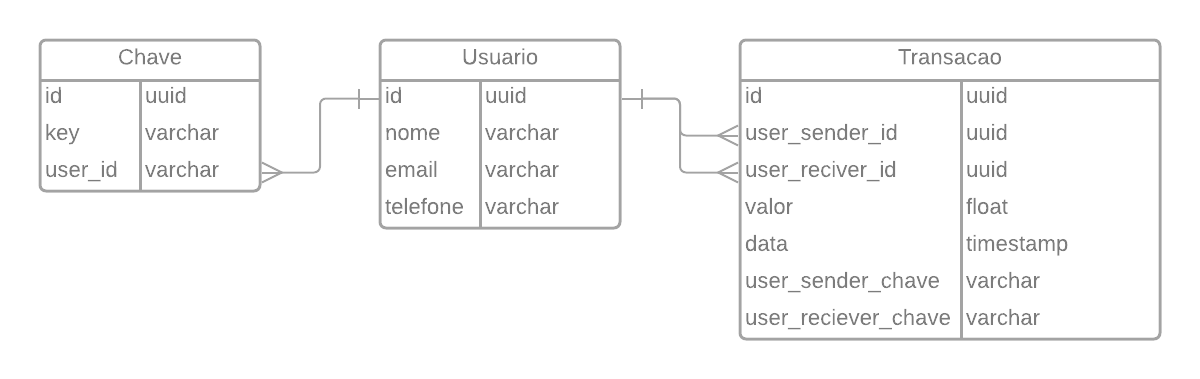 Chave
id uuid
key varchar
user_id varchar
Usuario
id uuid
nome varchar
email varchar
telefone varchar
Transacao
id uuid
user_sender_id uuid
user_reciver_id uuid
valor float
data timestamp
user_sender_chave varchar
user_reciever_chave varchar